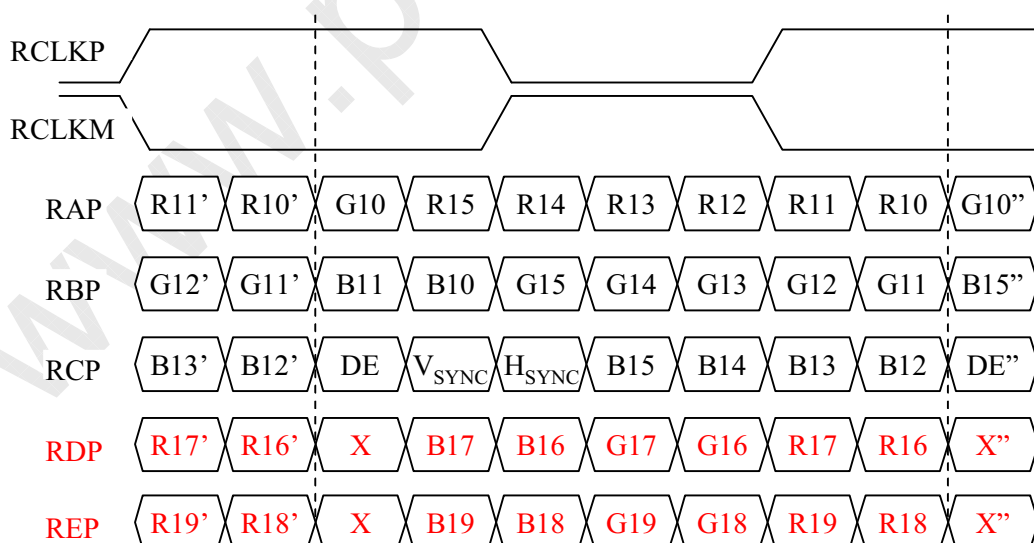 RCLKP
RCLKM
RAP R11’ R10’ G10 R15 R14 R13 R12 R11 R10 G10”
RBP G12’ G11’ B11 B10 G15 G14 G13 G12 G11 B15”
RCP B13’ B12’ DE VSYNC HSYNC B15 B14 B13 B12 DE”
RDP R17’ R16’ X B17 B16 G17 G16 R17 R16 X”
REP R19’ R18’ X B19 B18 G19 G18 R19 R18 X”
www.p